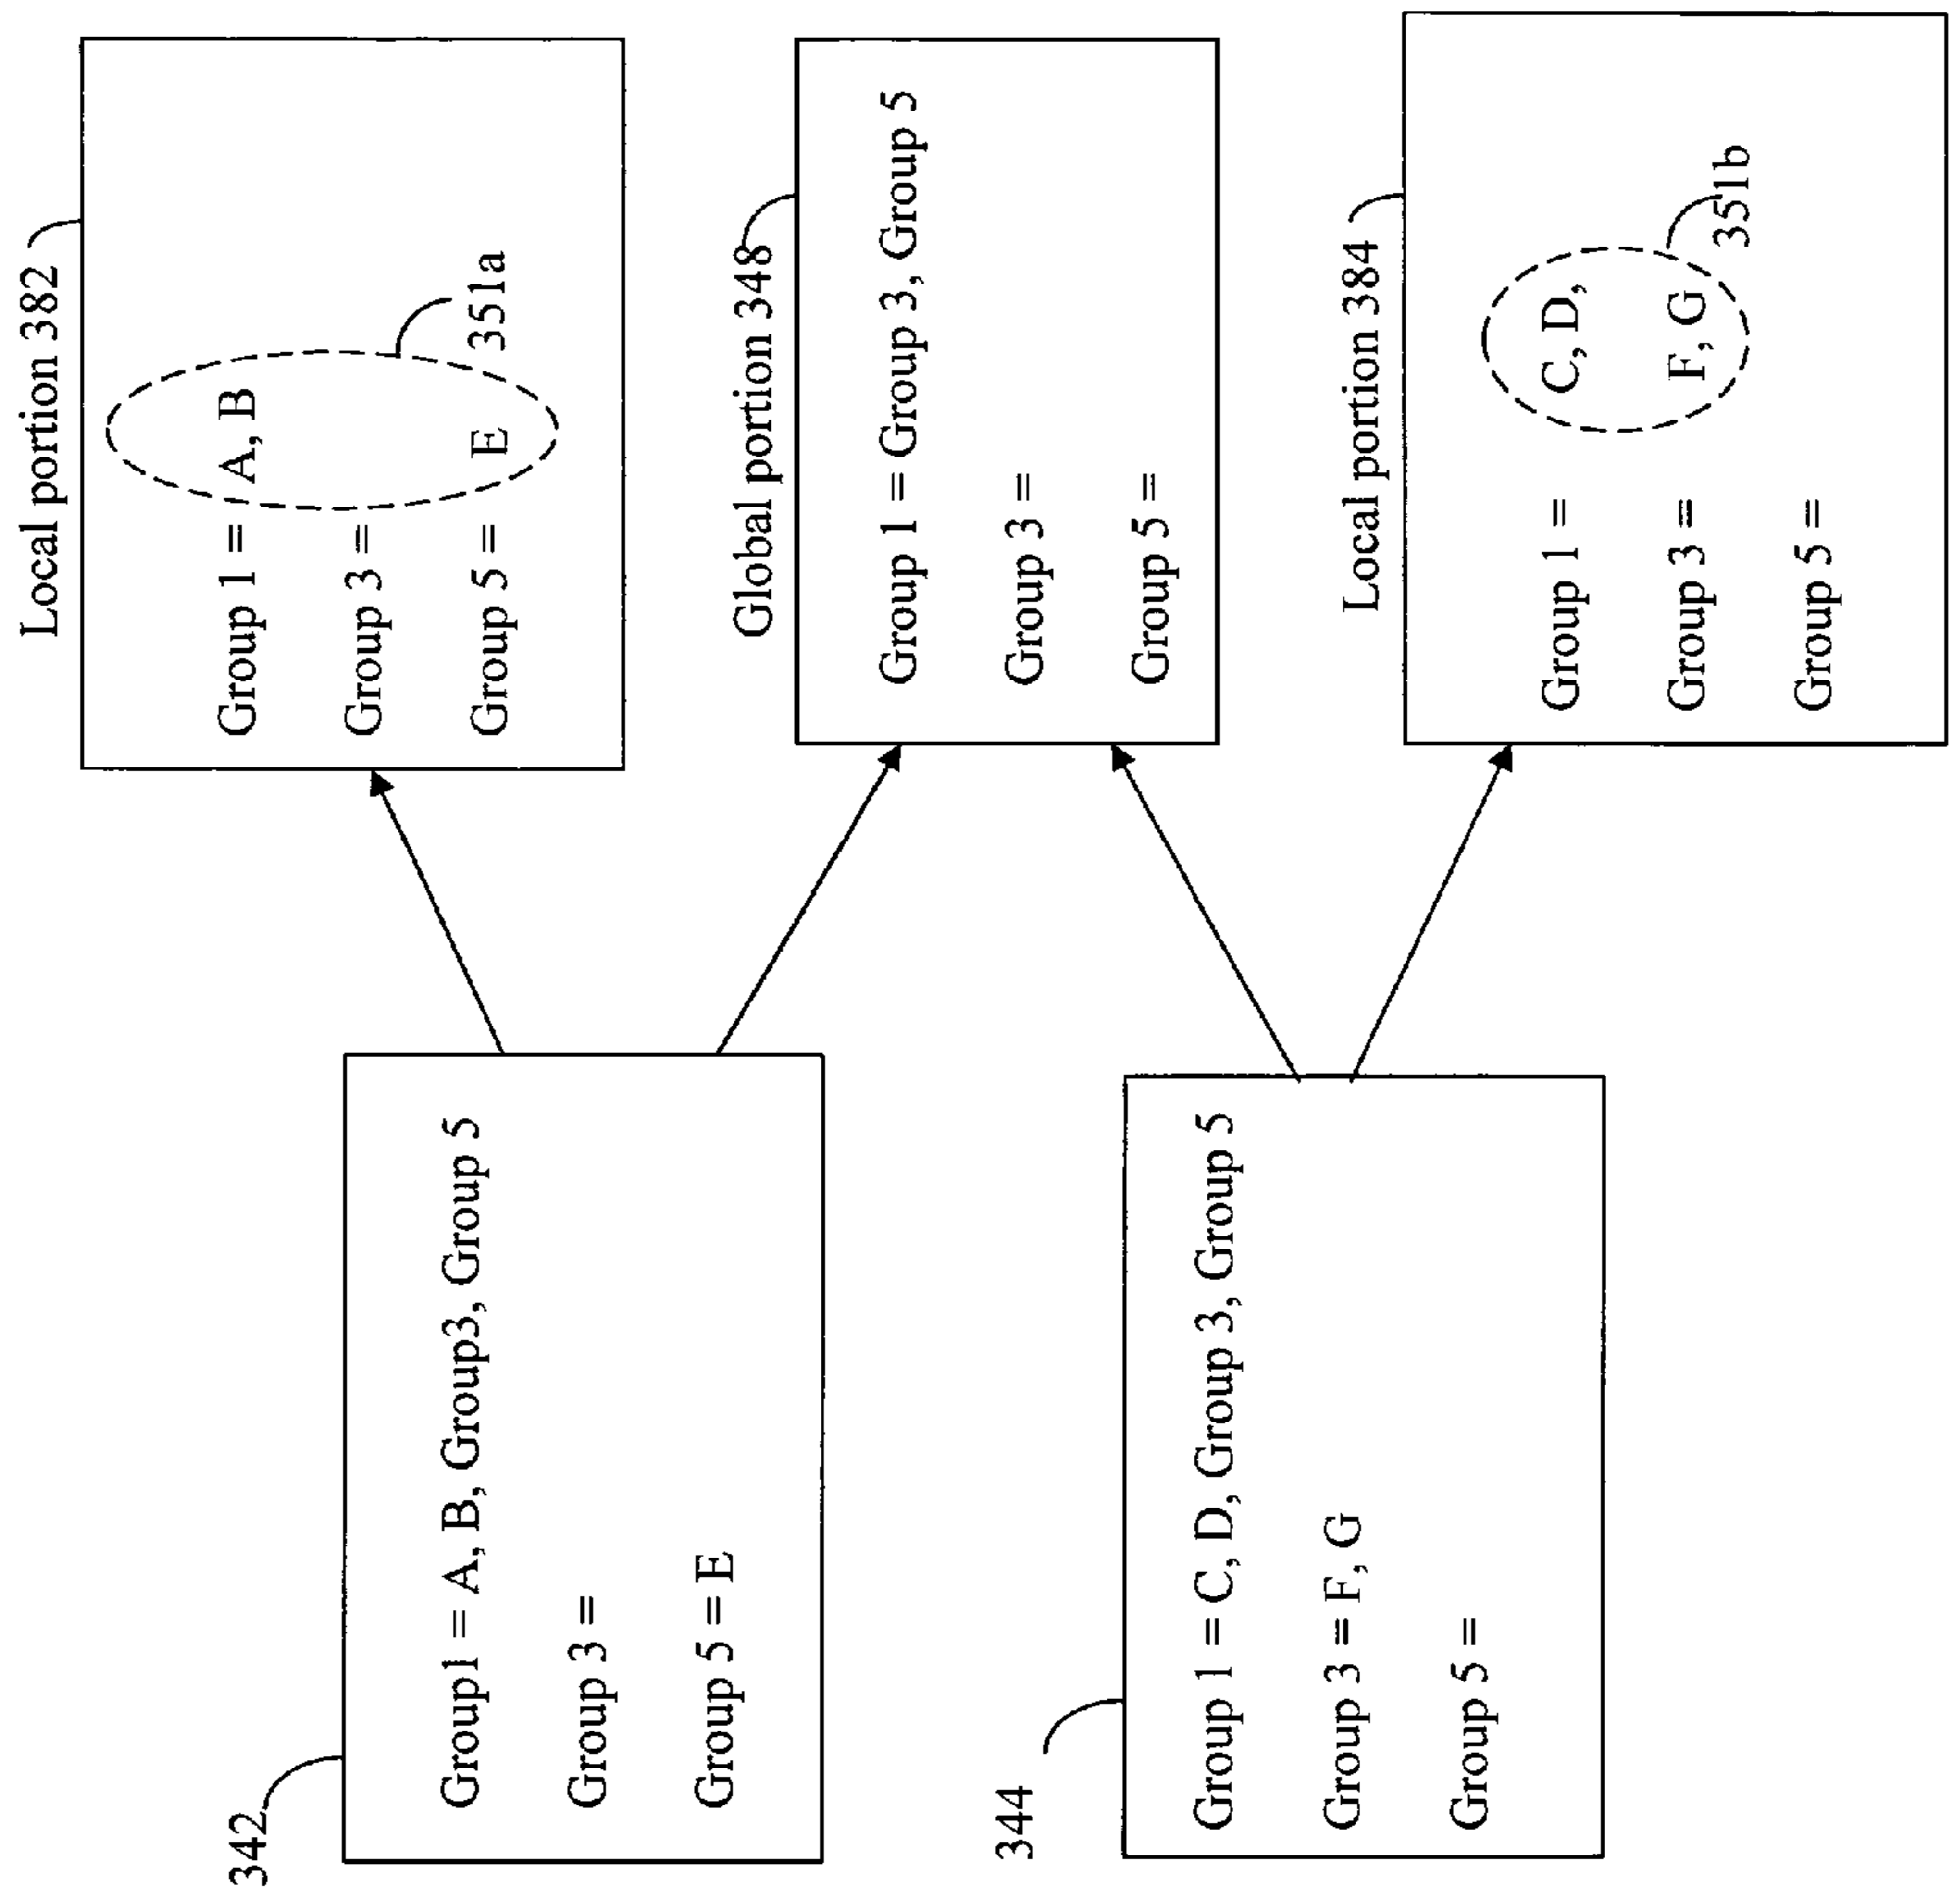 342
Group1 = A, B, Group3, Group 5
Group 3 =
Group 5 = E
344
Group 1 = C, D, Group 3, Group 5
Group 3 = F, G
Group 5 =
Local portion 382
Group 1 = A, B
Group 3 =
Group 5 = E
351a
Global portion 348
Group 1 = Group 3, Group 5
Group 3 =
Group 5 =
Local portion 384
Group 1 = C, D,
Group 3 = F, G
Group 5 =
351b